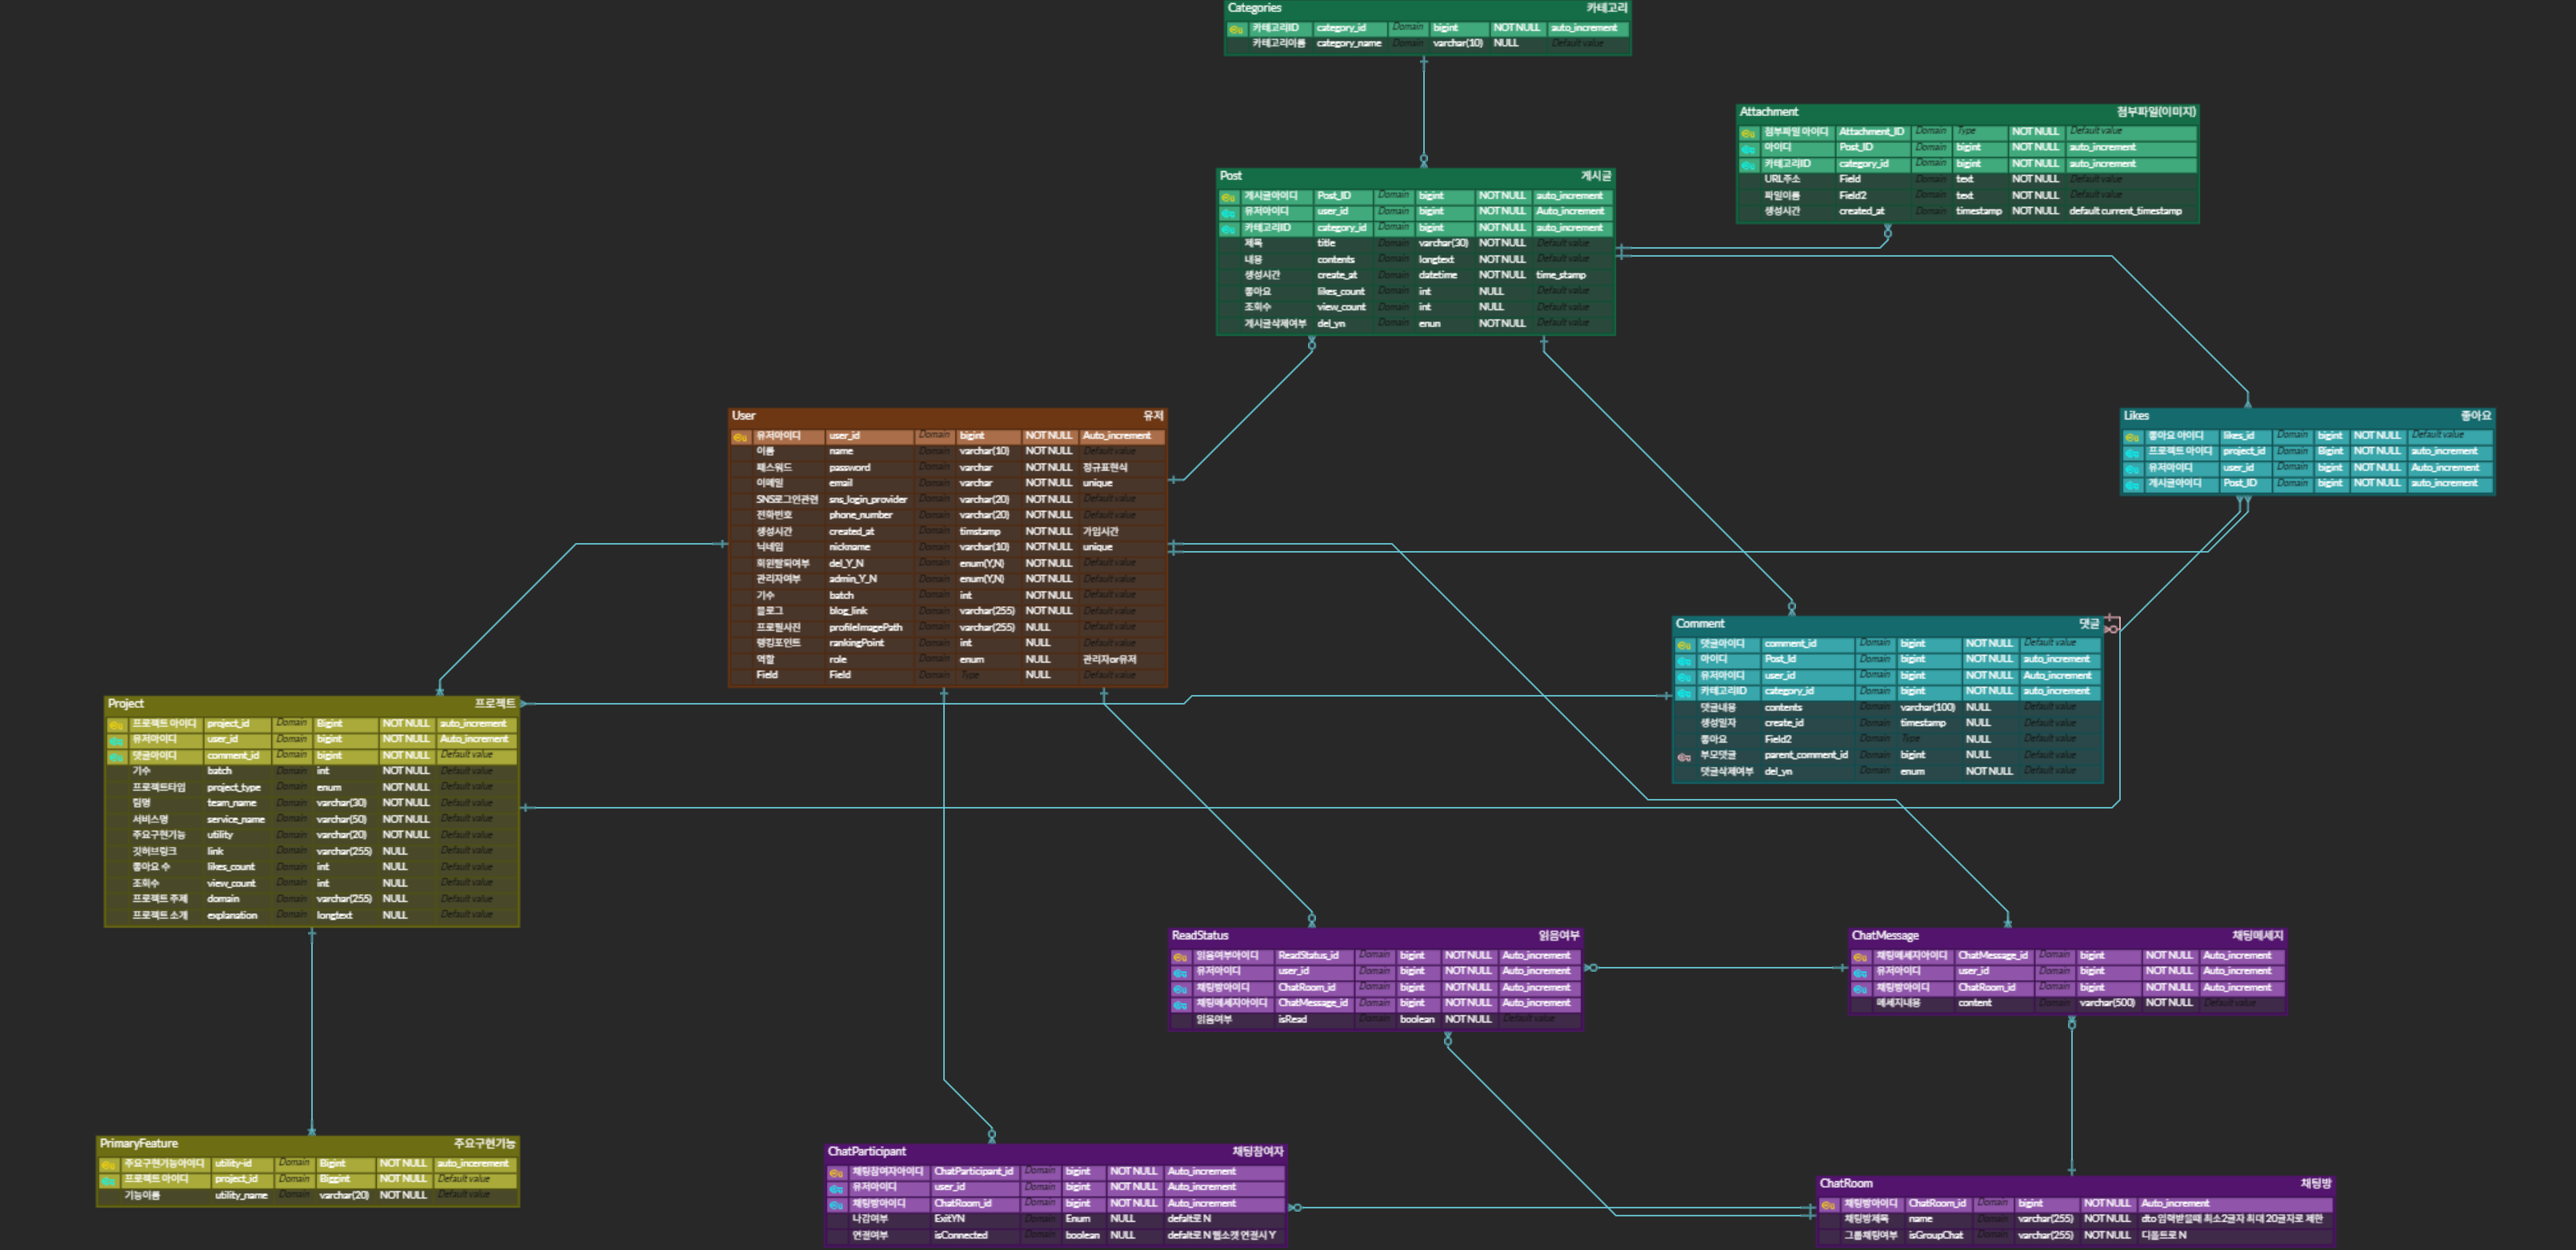 Categories 카테고리
카테고리ID category_id Domain bigint NOT NULL auto_increment
카테고리이름 category_name Domain varchar(10) NULL Default value
Attachment 첨부파일(이미지)
첨부파일 아이디 Attachment_ID Domain Type NOT NULL Default value
아이디 Post_ID Domain bigint NOT NULL auto_increment
카테고리ID category_id Domain bigint NOT NULL auto_increment
URL주소 Field Domain text NOT NULL Default value
파일이름 Field2 Domain text NOT NULL Default value
생성시간 created_at Domain timestamp NOT NULL default current_timestamp
Post 게시글
게시글아이디 Post_ID Domain bigint NOT NULL auto_increment
유저아이디 user_id Domain bigint NOT NULL Auto_increment
카테고리ID category_id Domain bigint NOT NULL auto_increment
제목 title Domain varchar(30) NOT NULL Default value
내용 contents Domain longtext NOT NULL Default value
생성시간 create_at Domain datetime NOT NULL time_stamp
좋아요 likes_count Domain int NULL Default value
조회수 view_count Domain int NULL Default value
게시글삭제여부 del_yn Domain enun NOT NULL Default value
User 유저
유저아이디 user_id Domain bigint NOT NULL Auto_increment
이름 name Domain varchar(10) NOT NULL Default value
패스워드 password Domain varchar NOT NULL 정규표현식
이메일 email Domain varchar NOT NULL unique
SNS로그인관련 sns_login_provider Domain varchar(20) NOT NULL Default value
전화번호 phone_number Domain varchar(20) NOT NULL Default value
생성시간 created_at Domain timstamp NOT NULL 가입시간
닉네임 nickname Domain varchar(10) NOT NULL unique
회원탈퇴여부 del_Y_N Domain enum(Y,N) NOT NULL Default value
관리자여부 admin_Y_N Domain enum(Y,N) NOT NULL Default value
기수 batch Domain int NOT NULL Default value
블로그 blog_link Domain varchar(255) NOT NULL Default value
프로필사진 profileImagePath Domain varchar(255) NULL Default value
랭킹포인트 rankingPoint Domain int NULL Default value
역할 role Domain enum NULL 관리자or유저
Field Field Domain Type NULL Default value
Likes 좋아요
좋아요 아이디 likes_id Domain bigint NOT NULL Default value
프로젝트 아이디 project_id Domain Bigint NOT NULL auto_increment
유저아이디 user_id Domain bigint NOT NULL Auto_increment
게시글아이디 Post_ID Domain bigint NOT NULL auto_increment
Comment 댓글
댓글아이디 comment_id Domain bigint NOT NULL Default value
아이디 Post_Id Domain bigint NOT NULL auto_increment
유저아이디 user_id Domain bigint NOT NULL Auto_increment
카테고리ID category_id Domain bigint NOT NULL auto_increment
댓글내용 contents Domain varchar(100) NULL Default value
생성일자 create_id Domain timestamp NULL Default value
좋아요 Field2 Domain Type NULL Default value
부모댓글 parent_comment_id Domain bigint NULL Default value
댓글삭제여부 del_yn Domain enum NOT NULL Default value
Project 프로젝트
프로젝트 아이디 project_id Domain Bigint NOT NULL auto_increment
유저아이디 user_id Domain bigint NOT NULL Auto_increment
댓글아이디 comment_id Domain bigint NOT NULL Default value
기수 batch Domain int NOT NULL Default value
프로젝트타임 project_type Domain enum NOT NULL Default value
팀명 team_name Domain varchar(30) NOT NULL Default value
서비스명 service_name Domain varchar(50) NOT NULL Default value
주요구현기능 utility Domain varchar(20) NOT NULL Default value
깃허브링크 link Domain varchar(255) NULL Default value
좋아요 수 likes_count Domain int NULL Default value
조회수 view_count Domain int NULL Default value
프로젝트 주제 domain Domain varchar(255) NULL Default value
프로젝트 소개 explanation Domain longtext NULL Default value
ReadStatus 읽음여부
읽음여부아이디 ReadStatus_id Domain bigint NOT NULL Auto_increment
유저아이디 user_id Domain bigint NOT NULL Auto_increment
채팅방아이디 ChatRoom_id Domain bigint NOT NULL Auto_increment
채팅메세지아이디 ChatMessage_id Domain bigint NOT NULL Auto_increment
읽음여부 isRead Domain boolean NOT NULL Default value
ChatMessage 채팅메세지
채팅메세지아이디 ChatMessage_id Domain bigint NOT NULL Auto_increment
유저아이디 user_id Domain bigint NOT NULL Auto_increment
채팅방아이디 ChatRoom_id Domain bigint NOT NULL Auto_increment
메세지내용 content Domain varchar(500) NOT NULL Default value
PrimaryFeature 주요구현기능
주요구현기능아이디 utility-id Domain Bigint NOT NULL auto_incerement
프로젝트 아이디 project_id Domain Biggint NOT NULL Default value
기능이름 utility_name Domain varchar(20) NOT NULL Default value
ChatParticipant 채팅참여자
채팅참여자아이디 ChatParticipant_id Domain bigint NOT NULL Auto_increment
유저아이디 user_id Domain bigint NOT NULL Auto_increment
채팅방아이디 ChatRoom_id Domain bigint NOT NULL Auto_increment
나감여부 ExitYN Domain Enum NULL defalt로 N
연결여부 isConnected Domain boolean NULL defalt로 N 웹소켓 연결시 Y
ChatRoom 채팅방
채팅방아이디 ChatRoom_id Domain bigint NOT NULL Auto_increment
채팅방제목 name Domain varchar(255) NOT NULL dto 입력받을때 최소2글자 최대 20글자로 제한
그룹채팅여부 isGroupChat Domain varchar(255) NOT NULL 디폴트로 N